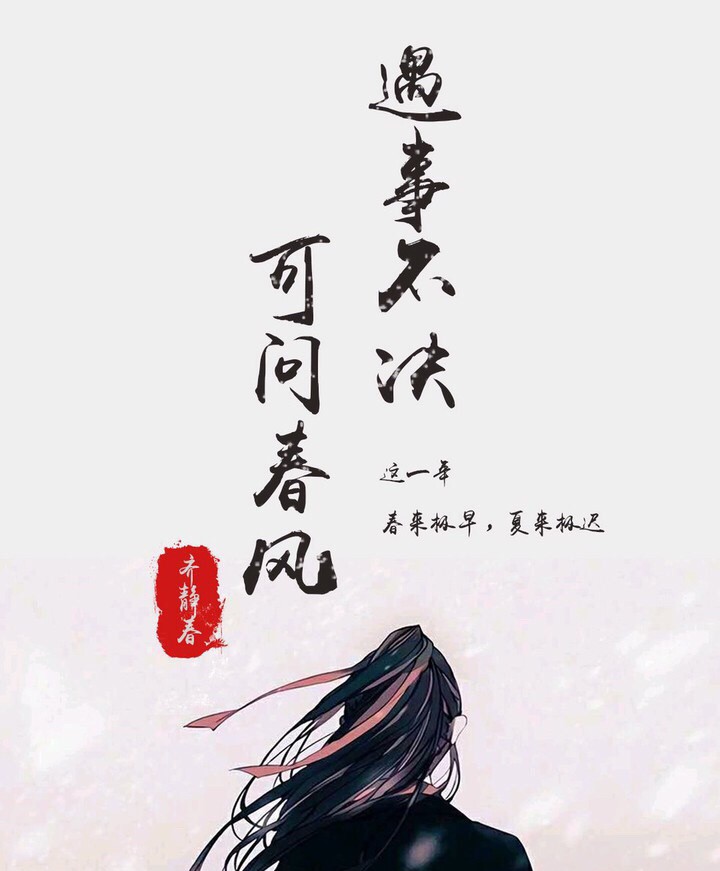 遇事不决
可问春风
这一年
春来极早，夏来极迟
齐静春